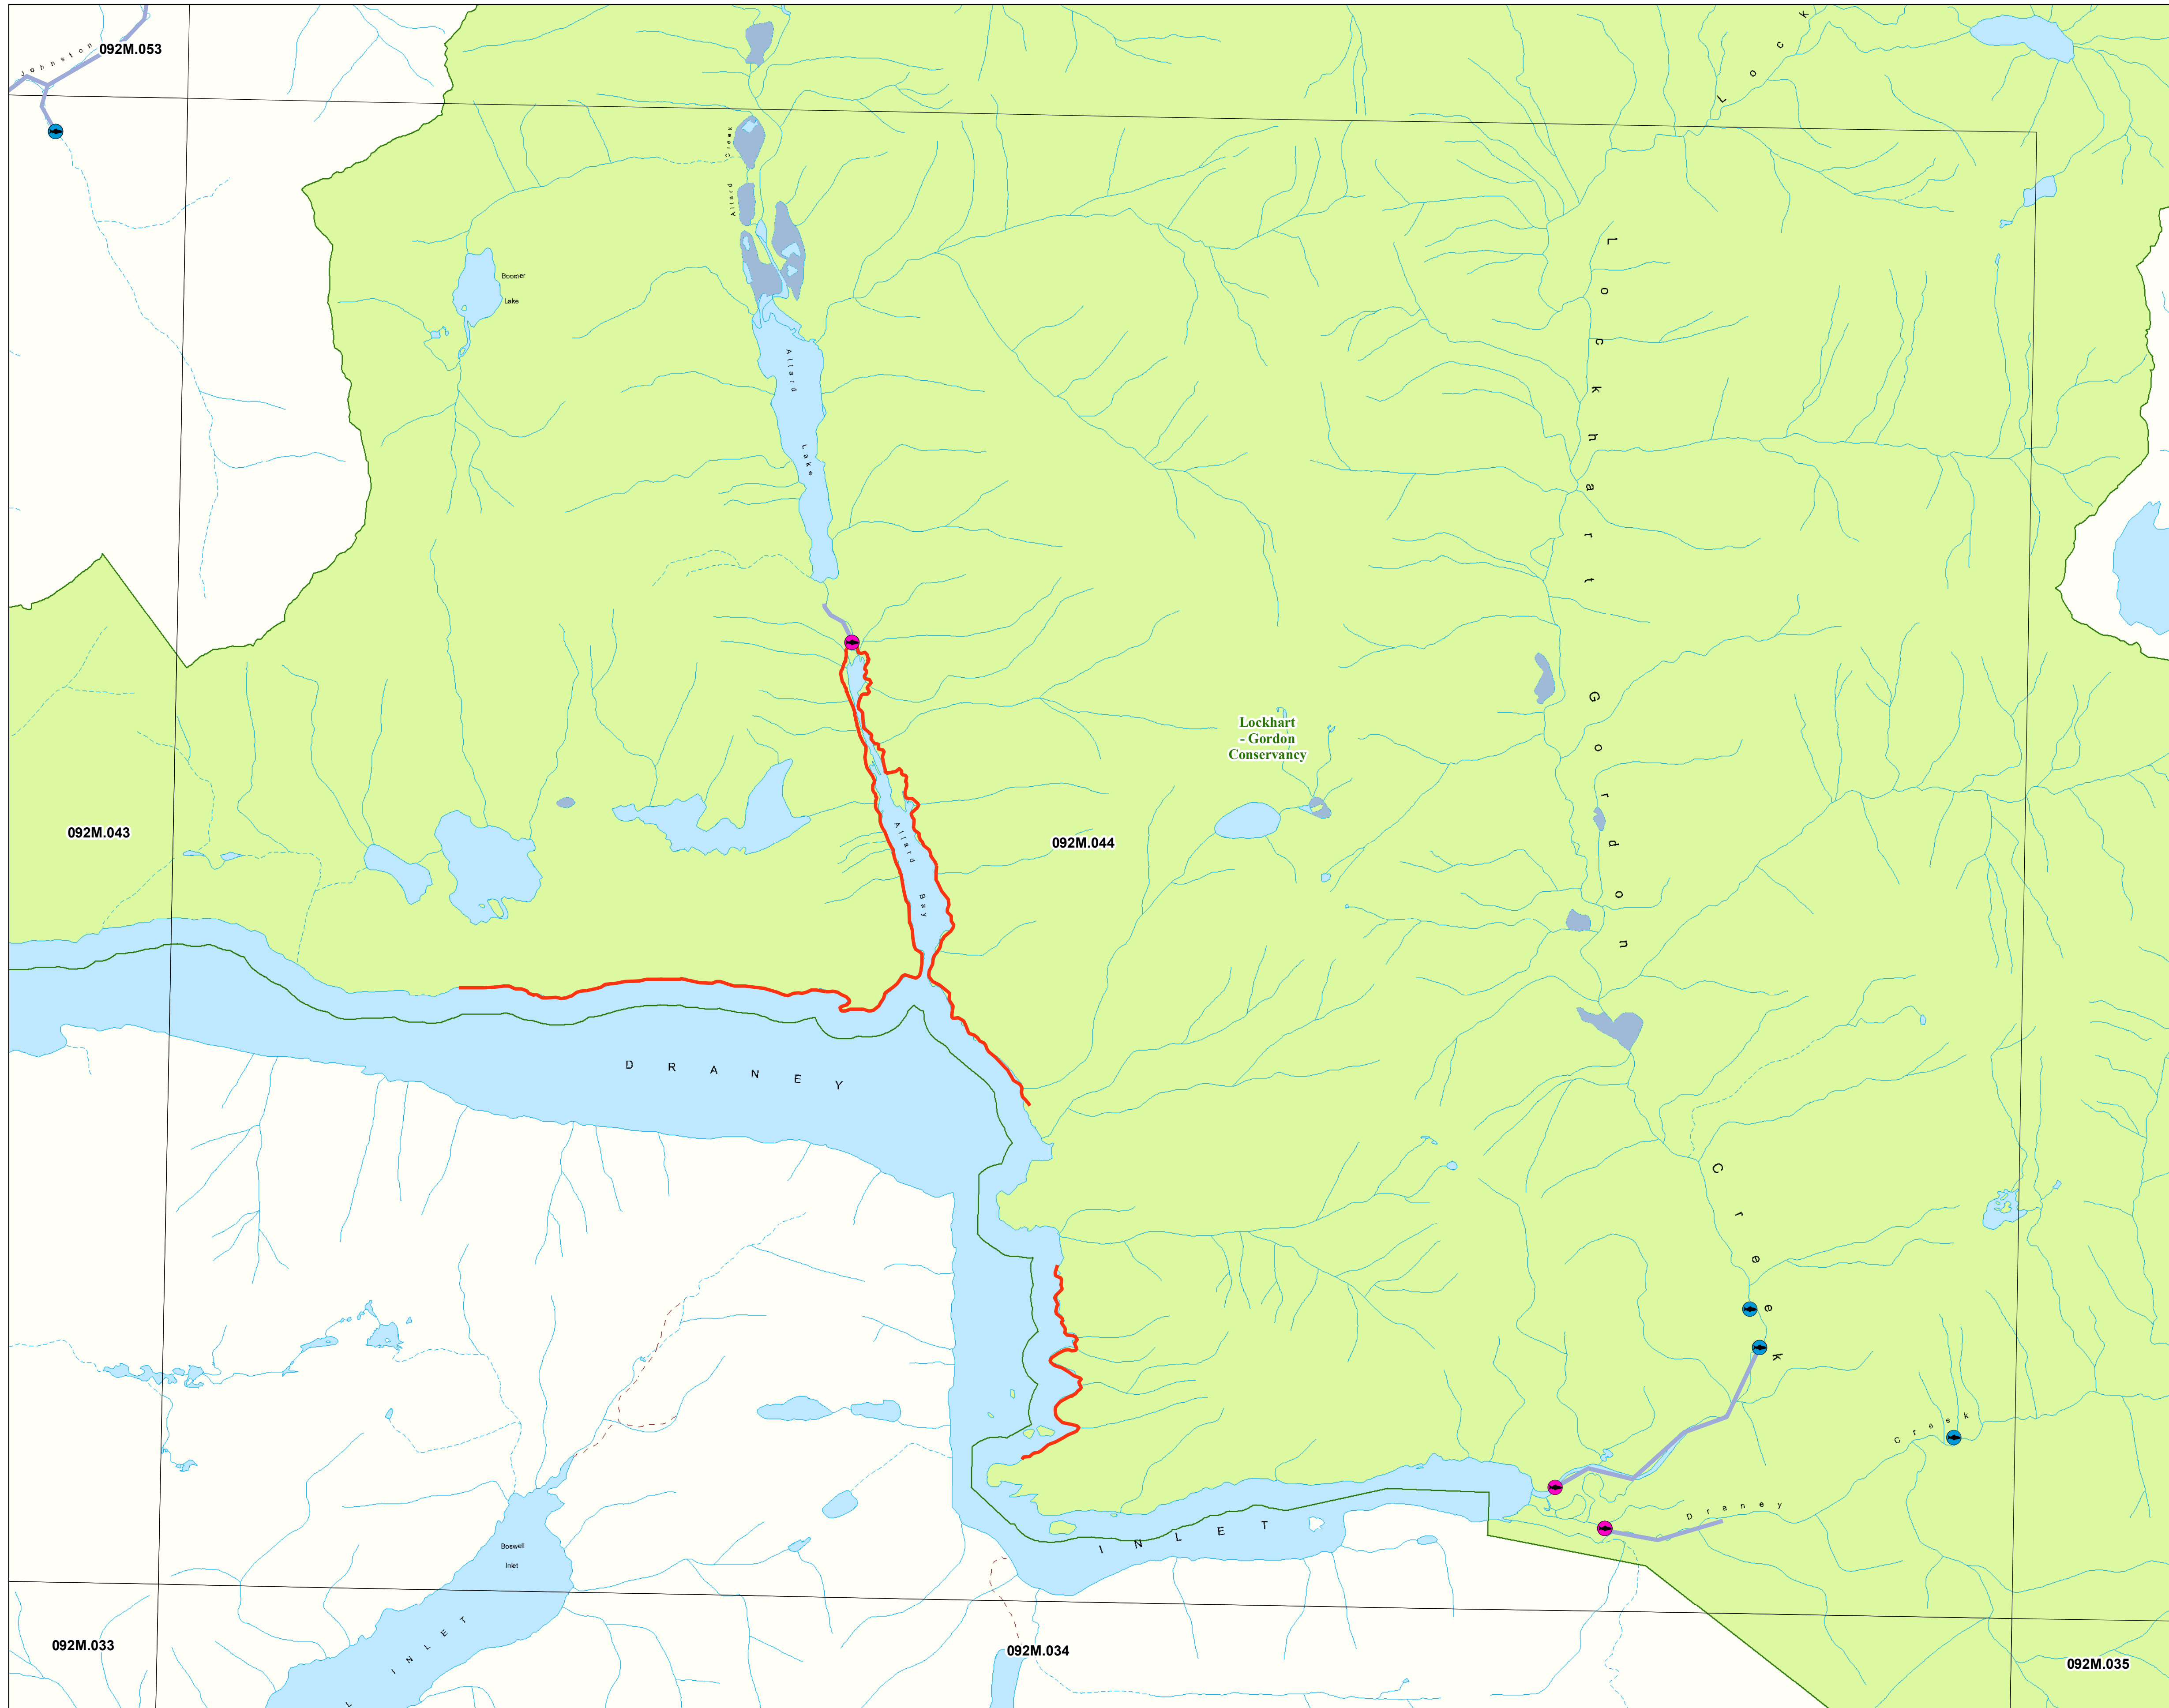 Johnston
092M.053
Lock
Allard Creek
Boomer
Lake
Allard
Lake
Lockhart Gordon Creek
Lockhart
- Gordon
Conservancy
092M.043
092M.044
Allard
Bay
DRANEY
INLET
Draney Creek
Boswell
Inlet
L INLET
092M.033
092M.034
092M.035